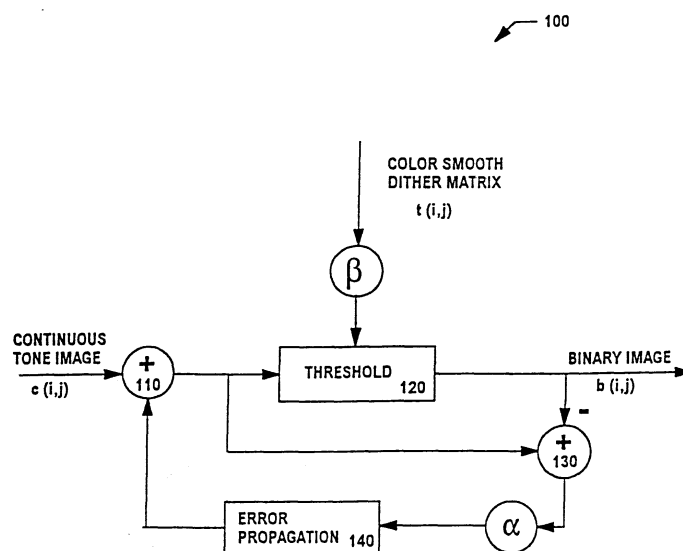 100
COLOR SMOOTH
DITHER MATRIX
t (i,j)
β
CONTINUOUS
TONE IMAGE
c (i,j)
+
110
THRESHOLD
120
BINARY IMAGE
b (i,j)
-
+
130
ERROR
PROPAGATION
140
α